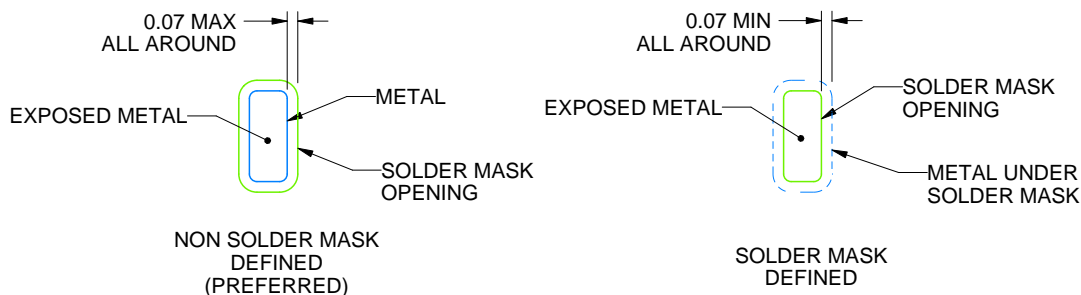 0.07 MAX
ALL AROUND
EXPOSED METAL
METAL
SOLDER MASK
OPENING
NON SOLDER MASK
DEFINED
(PREFERRED)
0.07 MIN
ALL AROUND
EXPOSED METAL
SOLDER MASK
OPENING
METAL UNDER
SOLDER MASK
SOLDER MASK
DEFINED